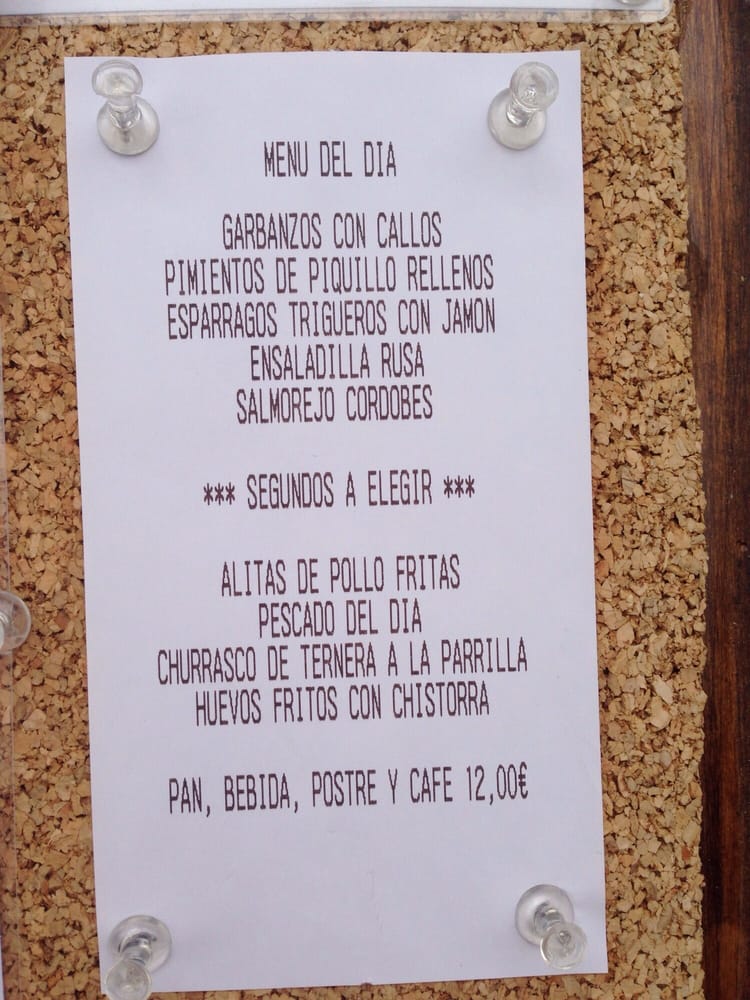 MENU DEL DIA
GARBANZOS CON CALLOS
PIMIENTOS DE PIQUILLO RELLENOS
ESPARRAGOS TRIGUEROS CON JAMON
ENSALADILLA RUSA
SALMOREJO CORDOBES
*** SEGUNDOS A ELEGIR ***
ALITAS DE POLLO FRITAS
PESCADO DEL DIA
CHURRASCO DE TERNERA A LA PARRILLA
HUEVOS FRITOS CON CHISTORRA
PAN, BEBIDA, POSTRE Y CAFE 12,00€